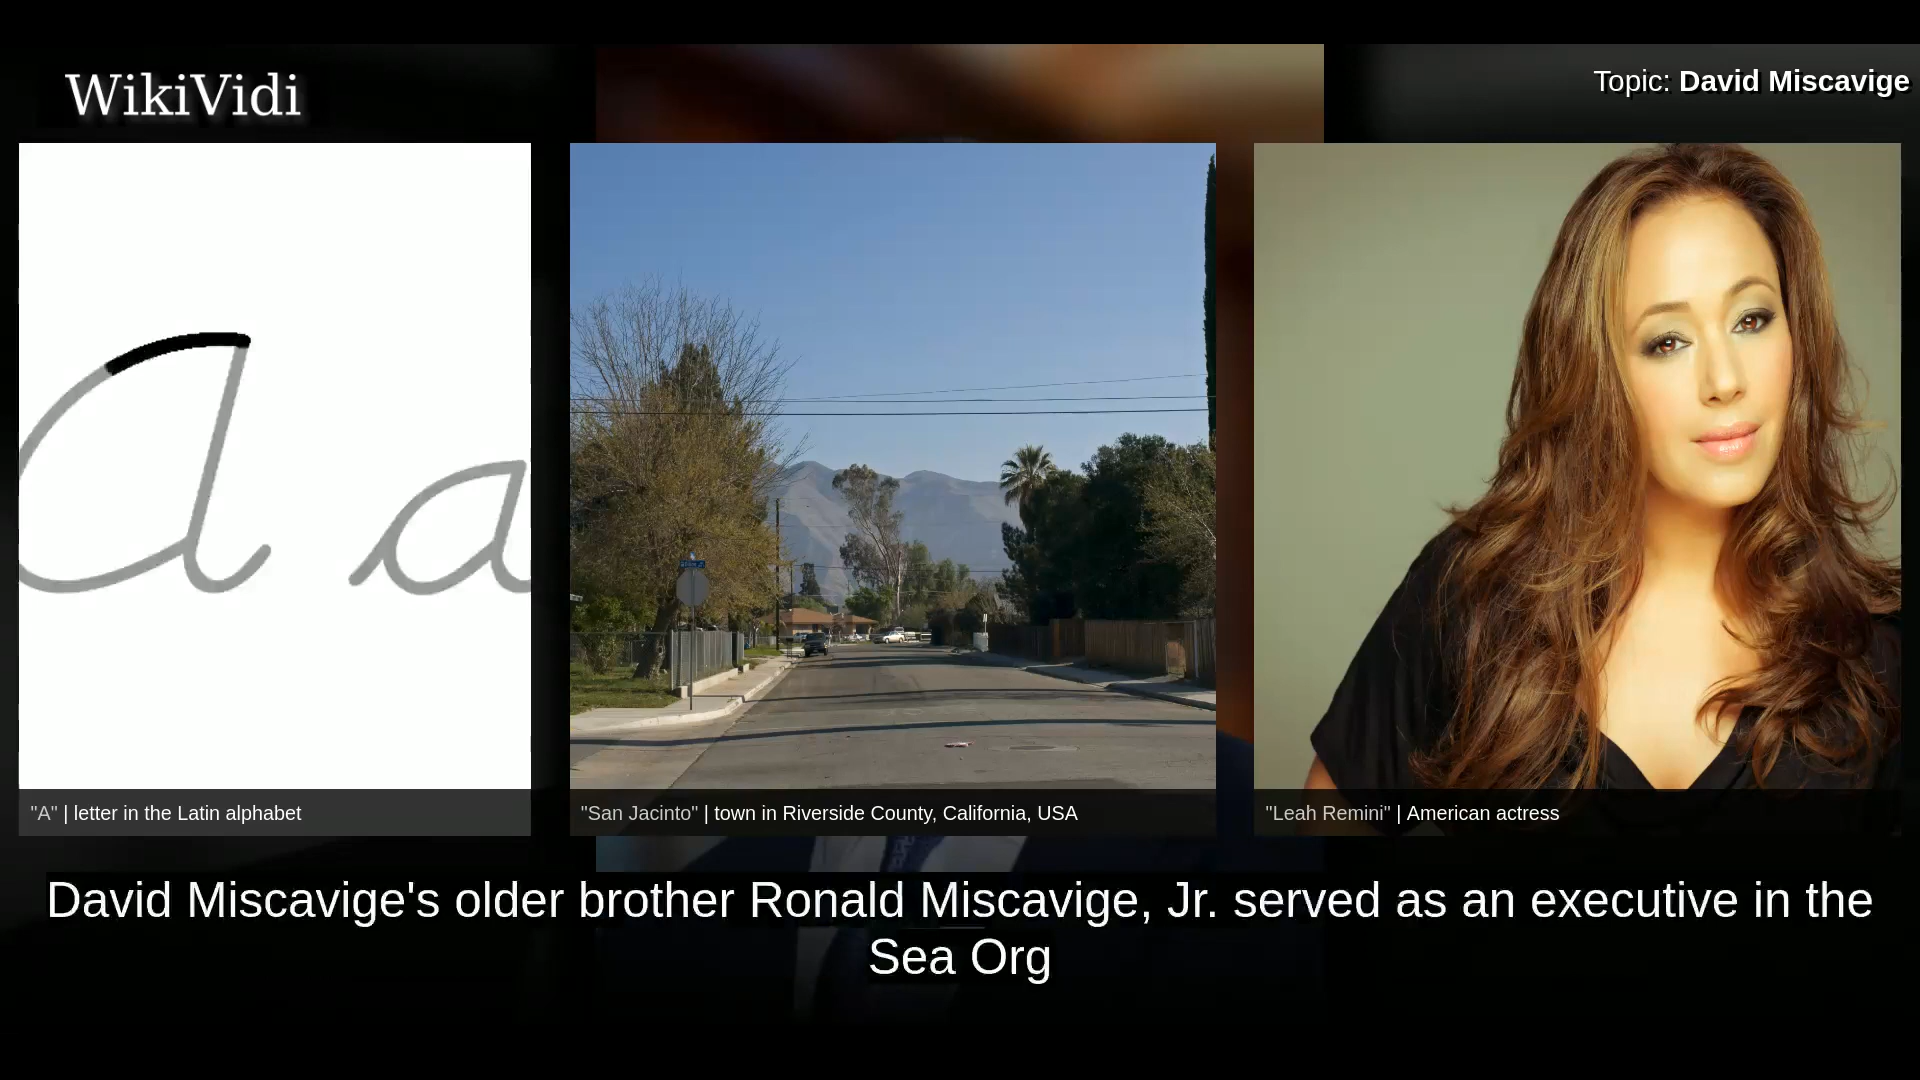 WikiVidi
Topic: David Miscavige
A a
"A" | letter in the Latin alphabet
"San Jacinto" | town in Riverside County, California, USA
"Leah Remini" | American actress
David Miscavige's older brother Ronald Miscavige, Jr. served as an executive in the
Sea Org